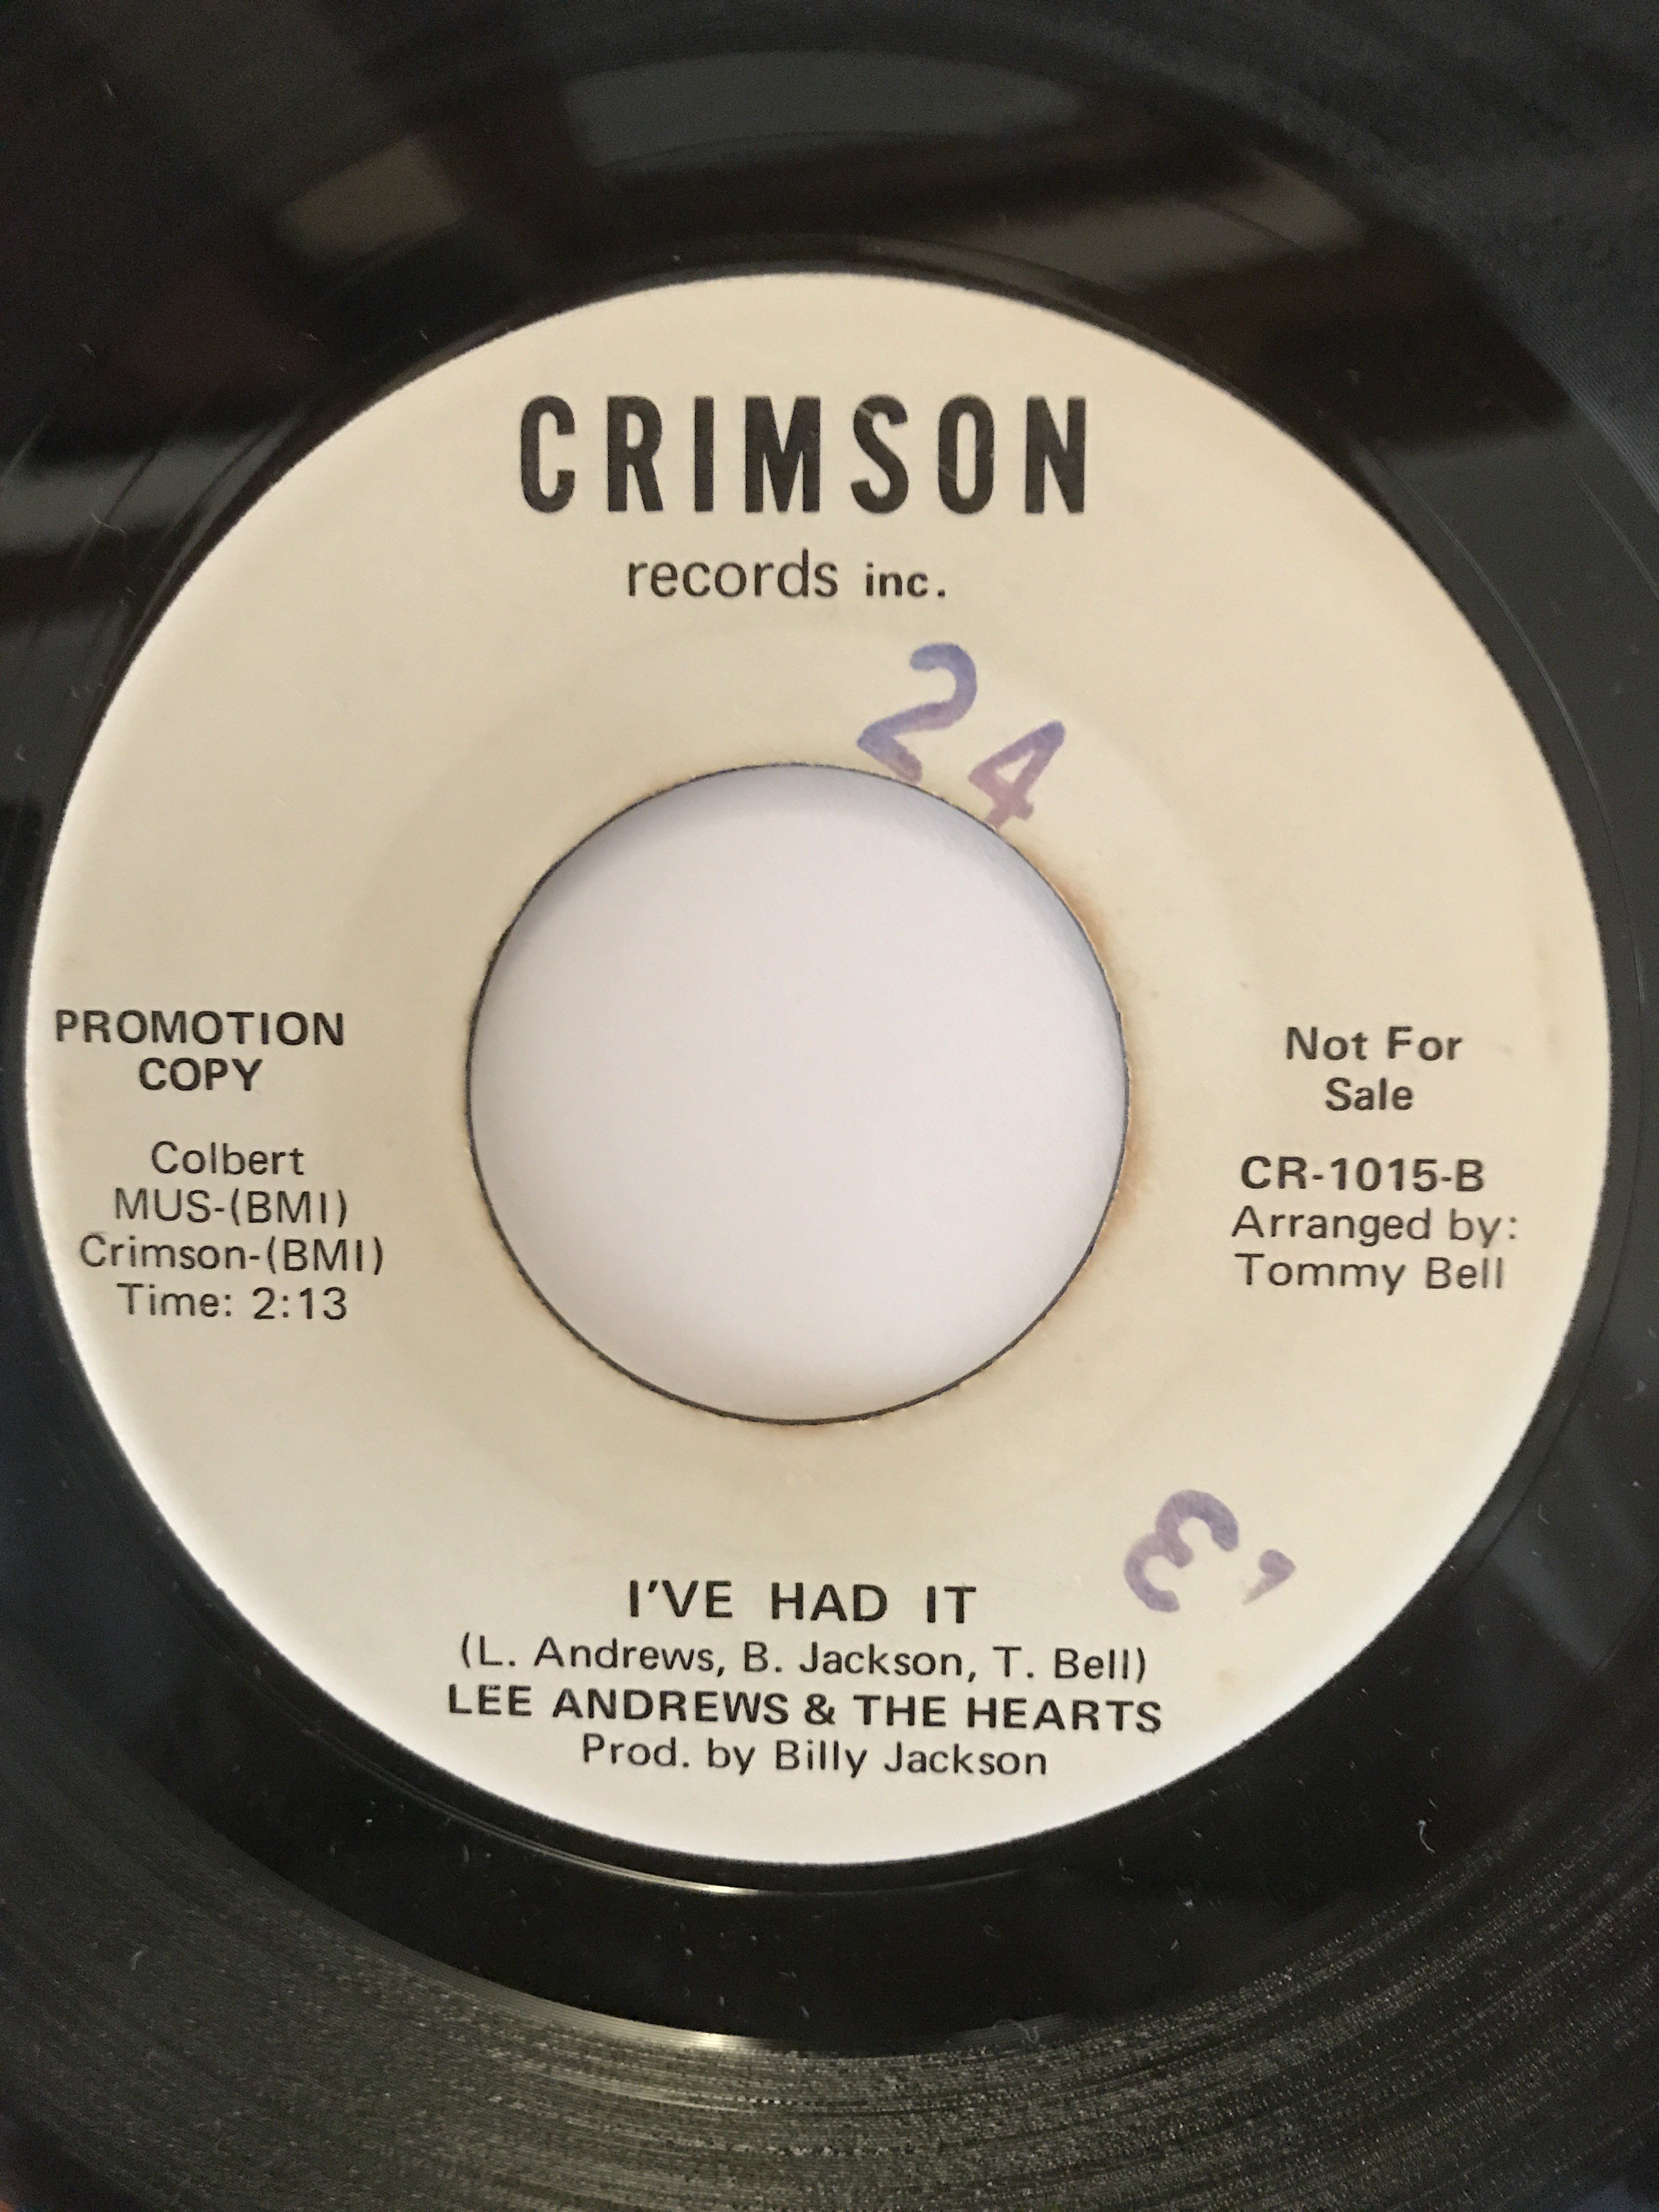 CRIMSON
records inc.
24
PROMOTION
COPY
Colbert
MUS-(BMI)
Crimson-(BMI)
Time: 2:13
Not For
Sale
CR-1015-B
Arranged by:
Tommy Bell
I'VE HAD IT
(L. Andrews, B. Jackson, T. Bell)
LEE ANDREWS & THE HEARTS
Prod. by Billy Jackson